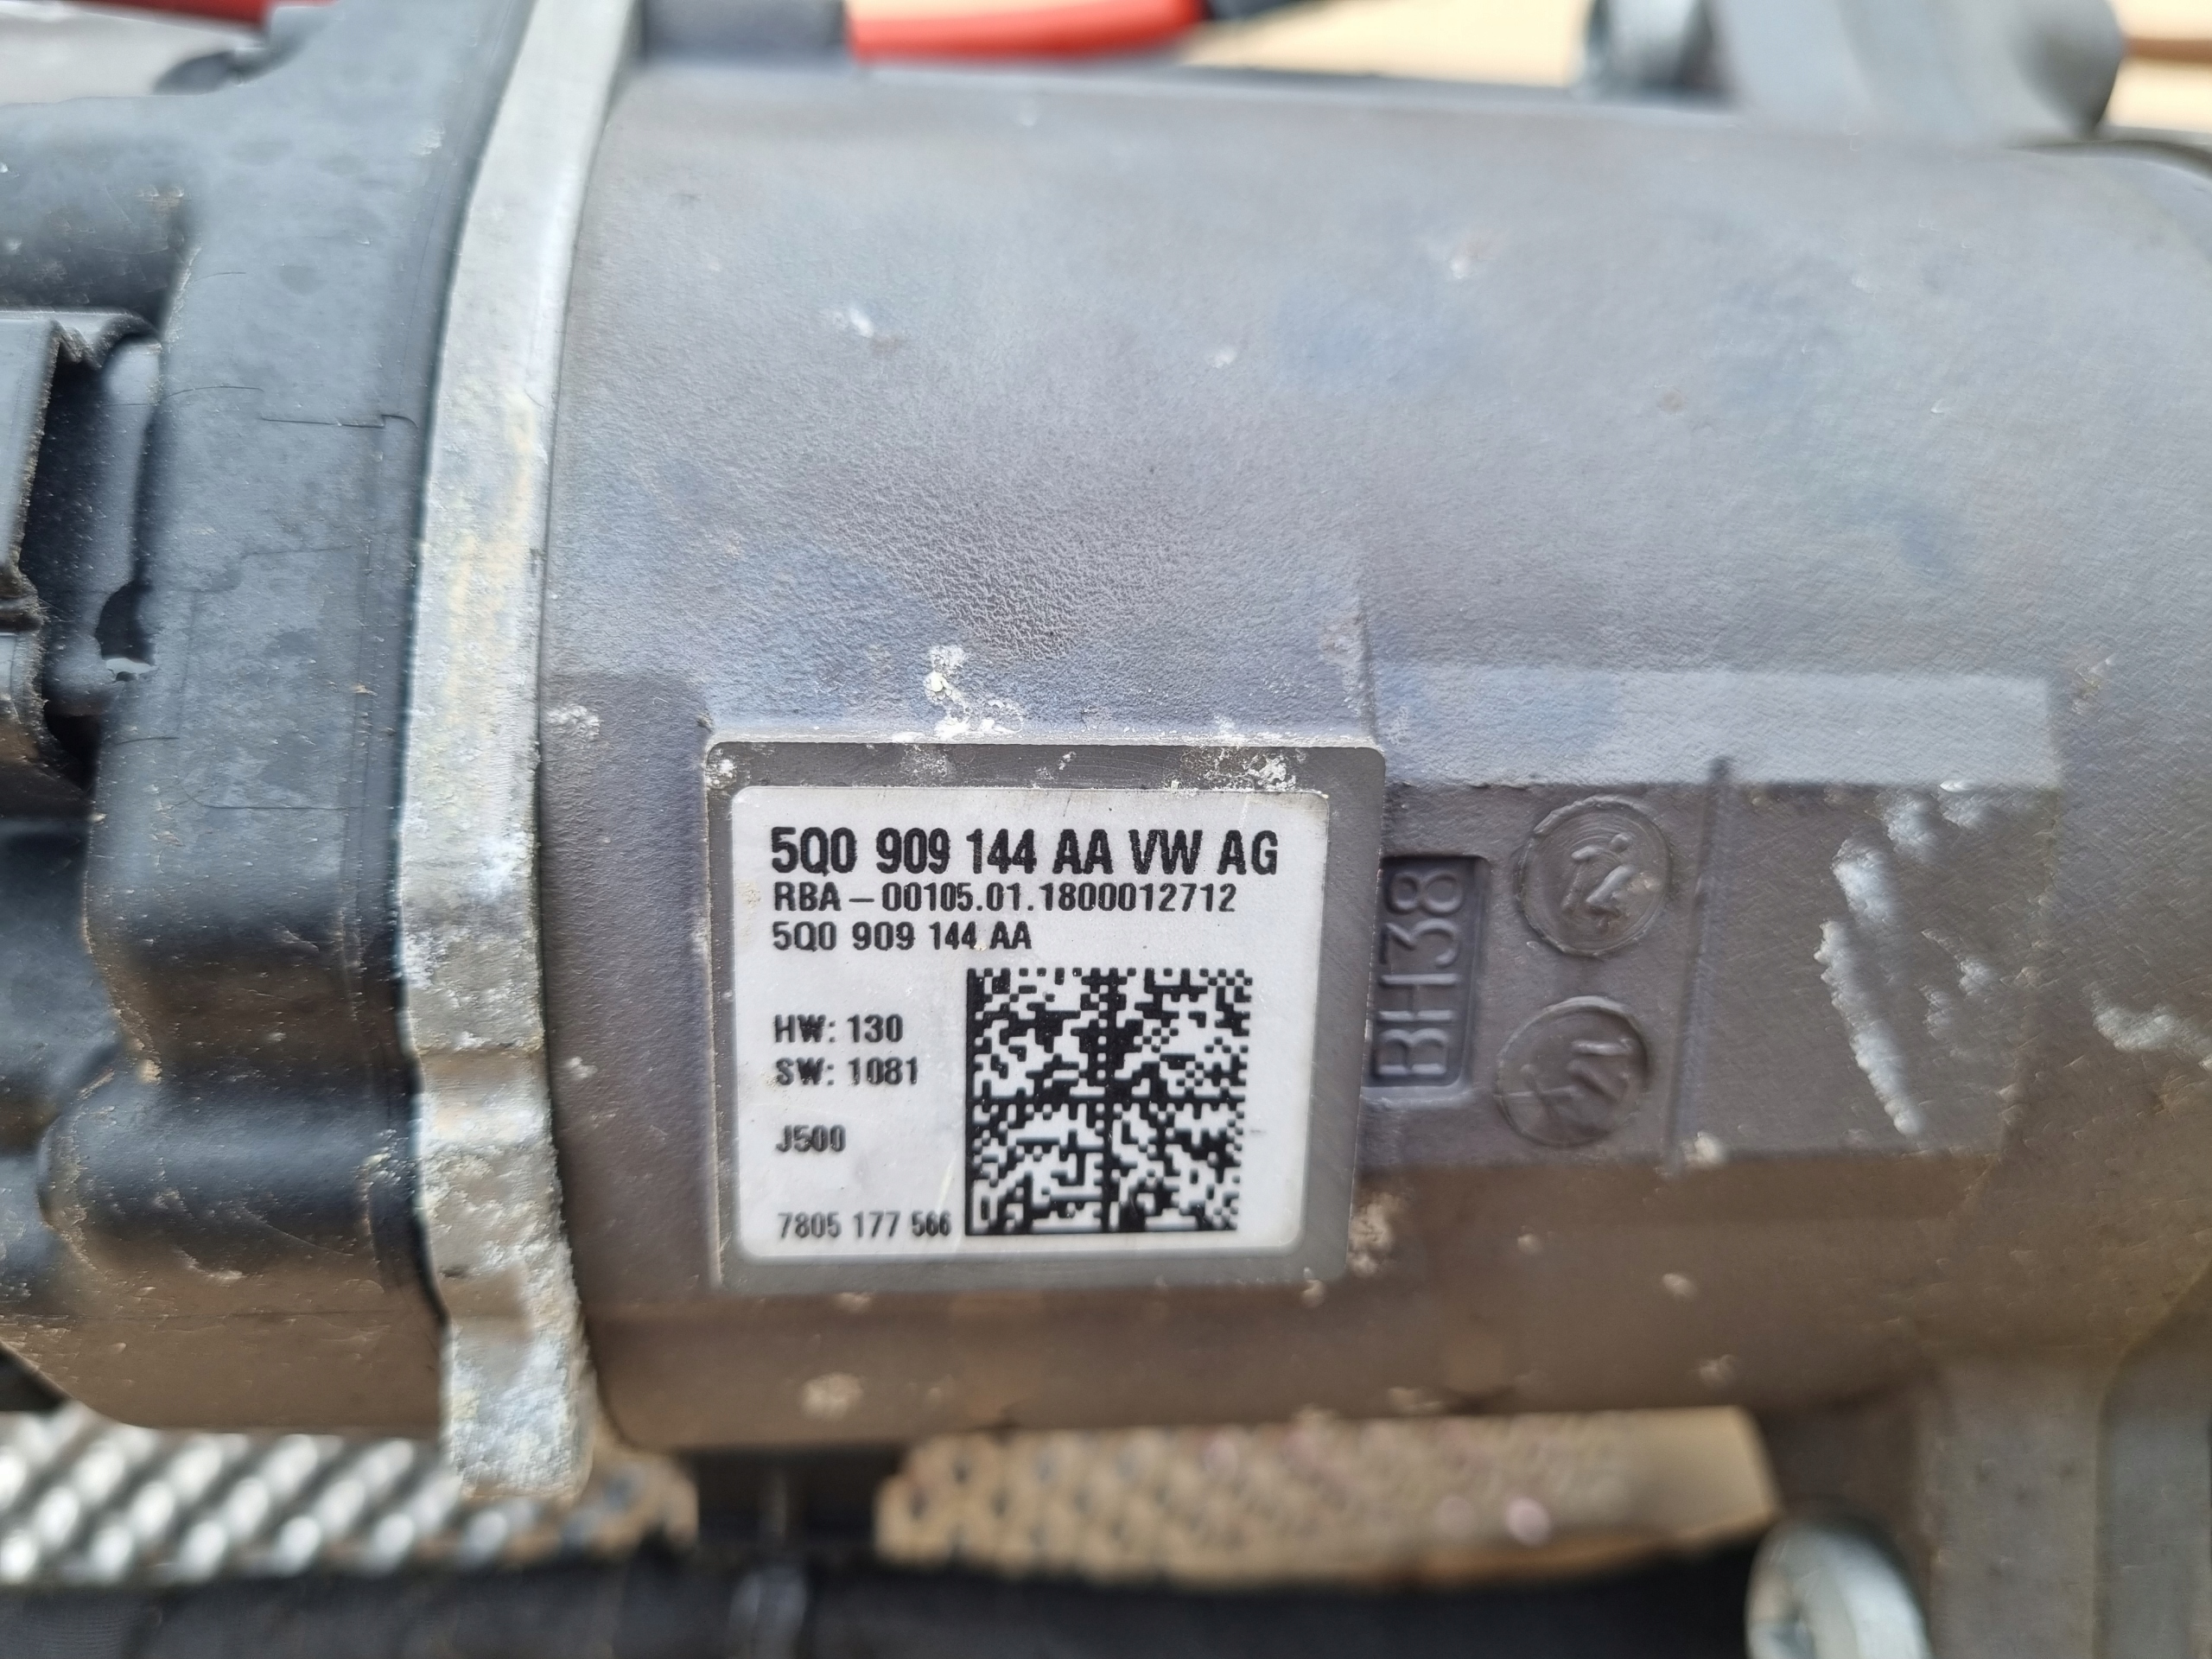 5Q0 909 144 AA VW AG
RBA – 00105.01.1800012712
5Q0 909 144 AA
HW: 130
SW: 1081
J500
7805 177 566
BH38